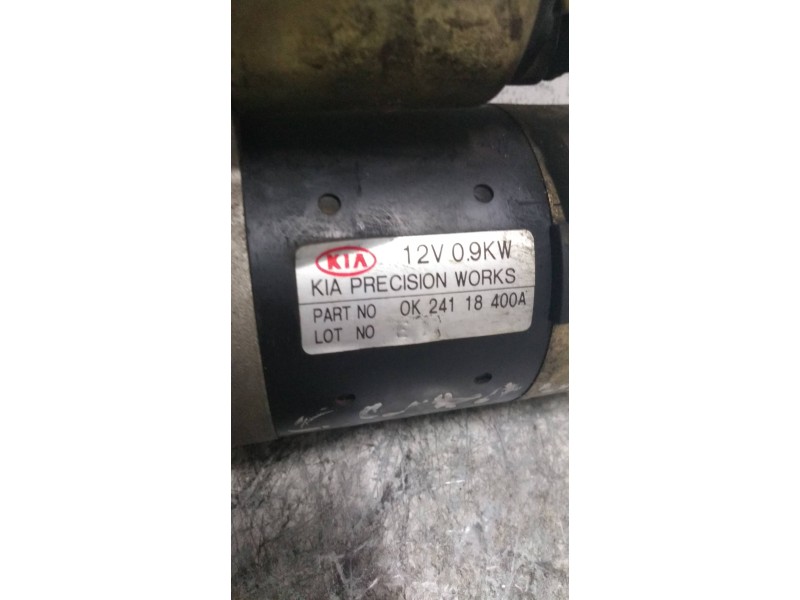 KIA 12V 0.9KW
KIA PRECISION WORKS
PART NO 0K 241 18 400A
LOT NO